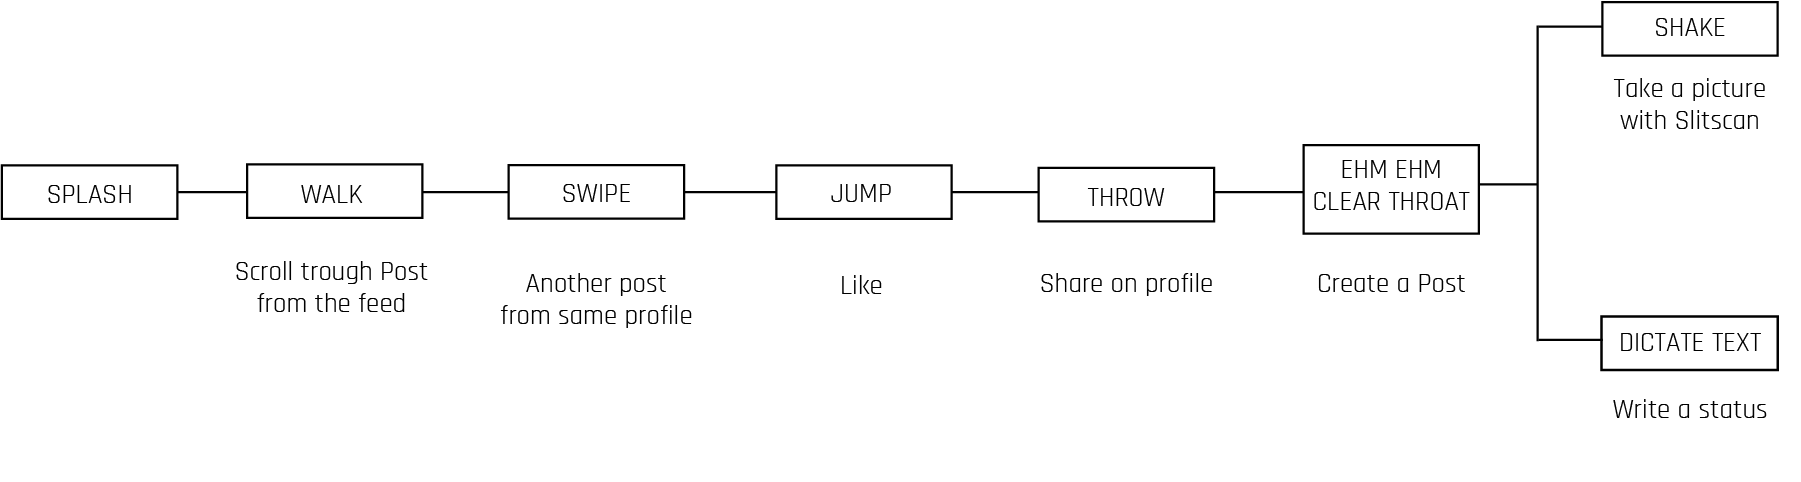 SPLASH
WALK
Scroll trough Post
from the feed
SWIPE
Another post
from same profile
JUMP
Like
THROW
Share on profile
EHM EHM
CLEAR THROAT
Create a Post
SHAKE
Take a picture
with Slitscan
DICTATE TEXT
Write a status